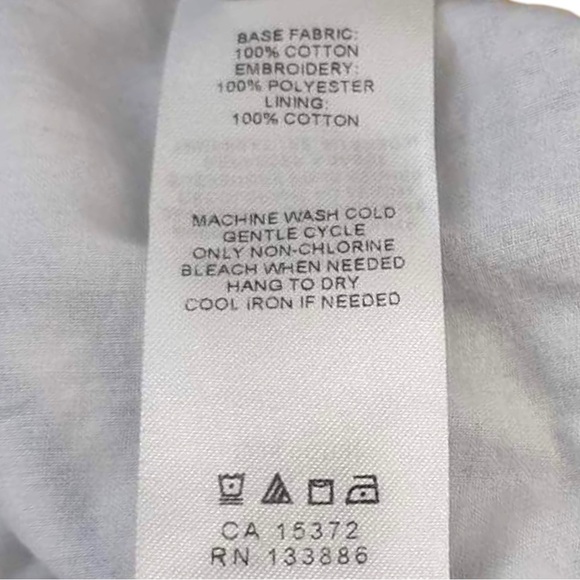 BASE FABRIC:
100% COTTON
EMBROIDERY:
100% POLYESTER
LINING:
100% COTTON
MACHINE WASH COLD
GENTLE CYCLE
ONLY NON-CHLORINE
BLEACH WHEN NEEDED
HANG TO DRY
COOL IRON IF NEEDED
CA 15372
RN 133886